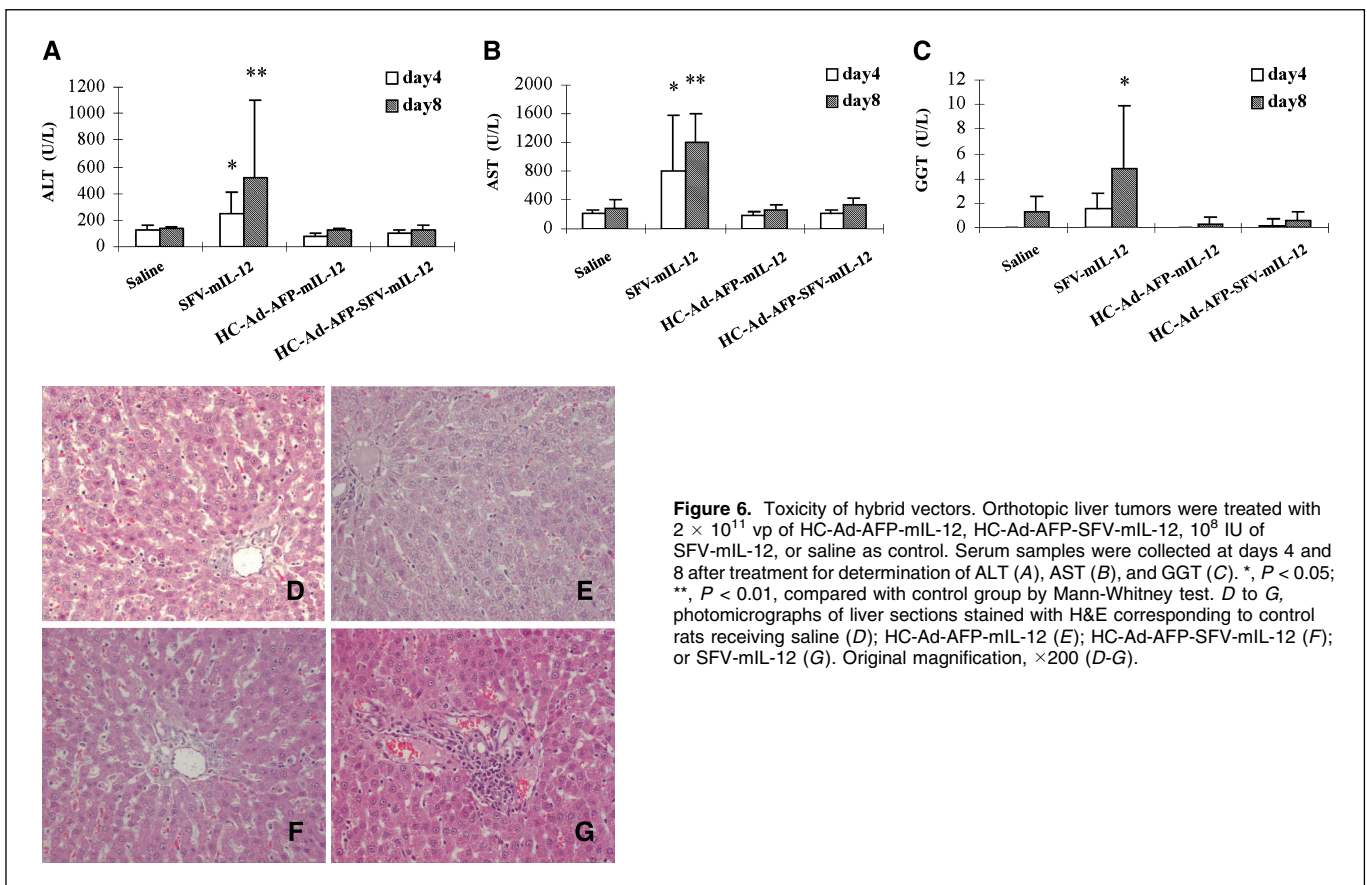 A
**
1200
1000
800
600
400
200
0
ALT (U/L)
*
day4
day8
Saline
SFV-mIL-12
HC-Ad-AFP-mIL-12
HC-Ad-AFP-SFV-mIL-12
B
* **
2000
1600
1200
800
400
0
AST (U/L)
day4
day8
Saline
SFV-mIL-12
HC-Ad-AFP-mIL-12
HC-Ad-AFP-SFV-mIL-12
C
*
12
10
8
6
4
2
0
GGT (U/L)
day4
day8
Saline
SFV-mIL-12
HC-Ad-AFP-mIL-12
HC-Ad-AFP-SFV-mIL-12
D
E
F
G
Figure 6. Toxicity of hybrid vectors. Orthotopic liver tumors were treated with
2 × 10¹¹ vp of HC-Ad-AFP-mIL-12, HC-Ad-AFP-SFV-mIL-12, 10⁸ IU of
SFV-mIL-12, or saline as control. Serum samples were collected at days 4 and
8 after treatment for determination of ALT (A), AST (B), and GGT (C). *, P < 0.05;
**, P < 0.01, compared with control group by Mann-Whitney test. D to G,
photomicrographs of liver sections stained with H&E corresponding to control
rats receiving saline (D); HC-Ad-AFP-mIL-12 (E); HC-Ad-AFP-SFV-mIL-12 (F);
or SFV-mIL-12 (G). Original magnification, ×200 (D-G).